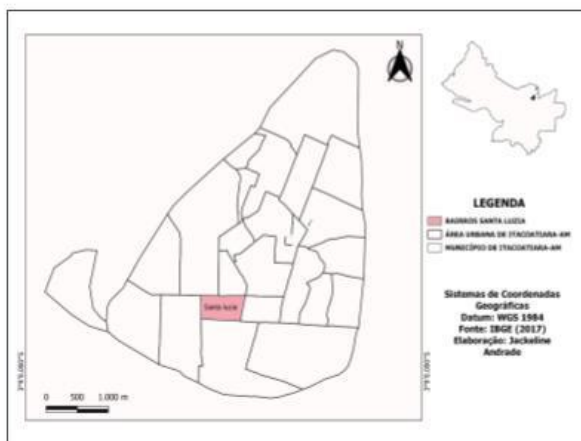 N
Santa luzia
0 500 1.000 m
LEGENDA
BAIRROS SANTA LUIZIA
ÁREA URBANA DE ITACOATIARA-AM
MUNICÍPIO DE ITACOATIARA-AM
Sistemas de Coordenadas
Geográficas
Datum: WGS 1984
Fonte: IBGE (2017)
Elaboração: Jackeline
Andrade